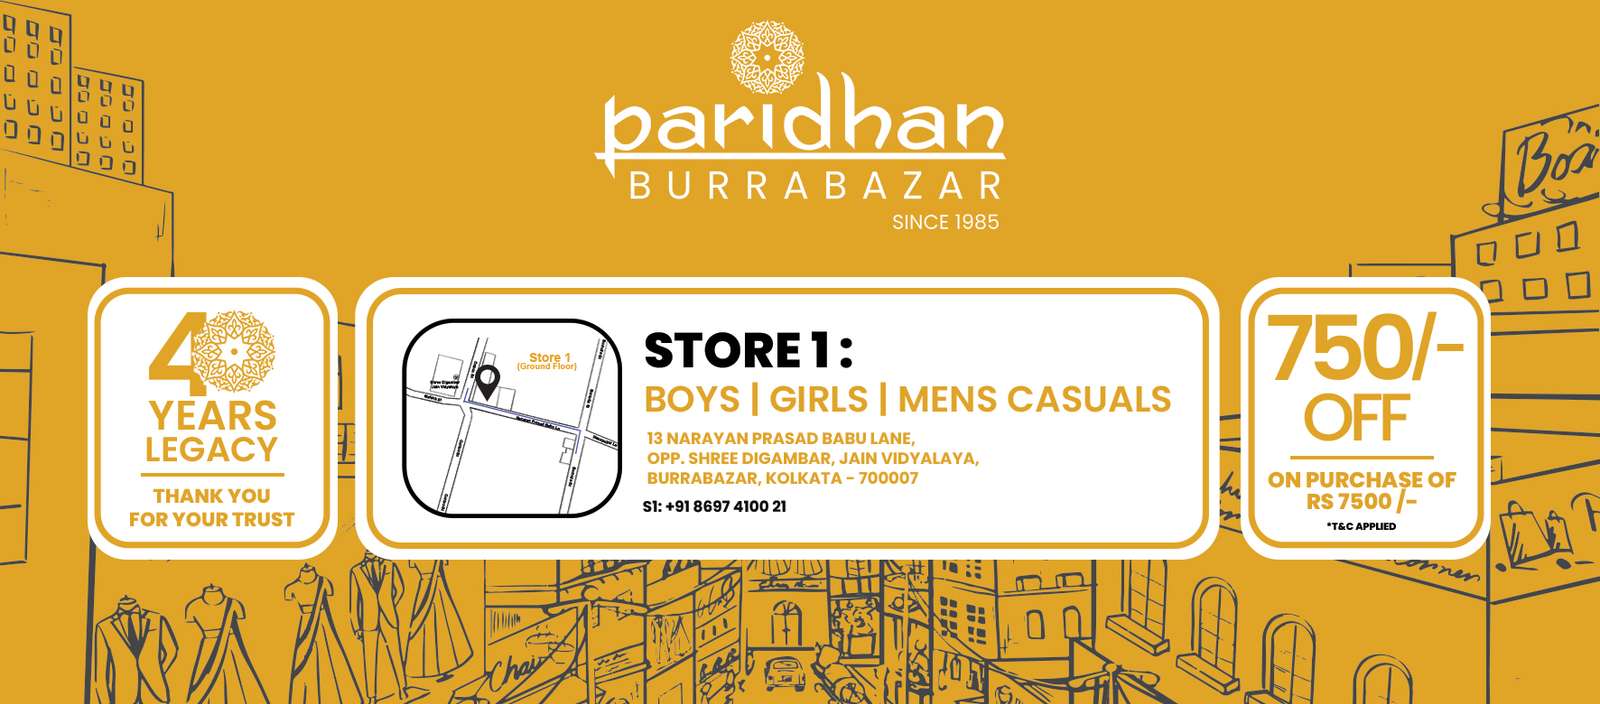 paridhan
BURRABAZAR
SINCE 1985
40
YEARS
LEGACY
THANK YOU
FOR YOUR TRUST
Store 1
(Ground Floor)
STORE 1 :
BOYS | GIRLS | MENS CASUALS
13 NARAYAN PRASAD BABU LANE,
OPP. SHREE DIGAMBAR, JAIN VIDYALAYA,
BURRABAZAR, KOLKATA - 700007
S1: +91 8697 4100 21
750/-
OFF
ON PURCHASE OF
RS 7500 /-
*T&C APPLIED